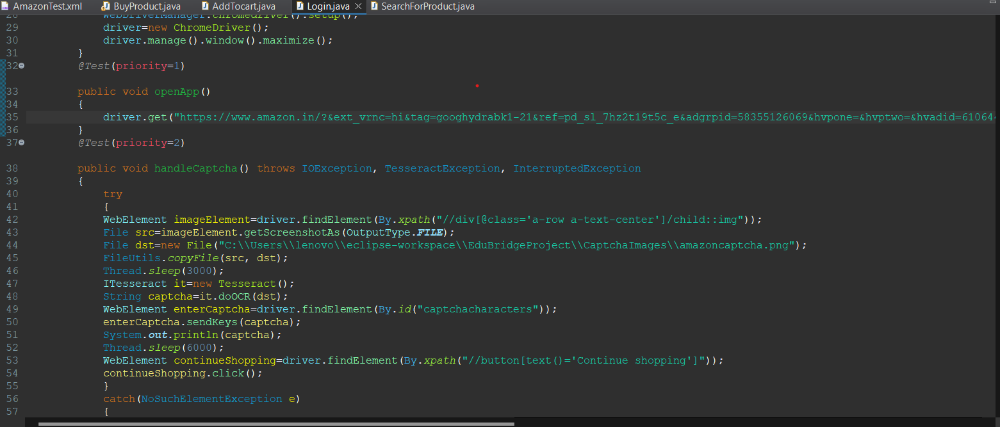 AmazonTest.xml BuyProduct.java AddTocart.java Login.java SearchForProduct.java
28 WebDriverManager.chromedriver().setup();
29 driver=new ChromeDriver();
30 driver.manage().window().maximize();
31 }
32 @Test(priority=1)
33 public void openApp()
34 {
35 driver.get("https://www.amazon.in/?&ext_vrnc=hi&tag=googhydrabk1-21&ref=pd_sl_7hz2t19t5c_e&adgrpid=58355126069&hvpone=&hvptwo=&hvadid=61064
36 }
37 @Test(priority=2)
38 public void handleCaptcha() throws IOException, TesseractException, InterruptedException
39 {
40 try
41 {
42 WebElement imageElement=driver.findElement(By.xpath("//div[@class='a-row a-text-center']/child::img"));
43 File src=imageElement.getScreenshotAs(OutputType.FILE);
44 File dst=new File("C:\\Users\\lenovo\\eclipse-workspace\\EduBridgeProject\\CaptchaImages\\amazoncaptcha.png");
45 FileUtils.copyFile(src, dst);
46 Thread.sleep(3000);
47 ITesseract it=new Tesseract();
48 String captcha=it.doOCR(dst);
49 WebElement enterCaptcha=driver.findElement(By.id("captchacharacters"));
50 enterCaptcha.sendKeys(captcha);
51 System.out.println(captcha);
52 Thread.sleep(6000);
53 WebElement continueShopping=driver.findElement(By.xpath("//button[text()='Continue shopping']"));
54 continueShopping.click();
55 }
56 catch(NoSuchElementException e)
57 {